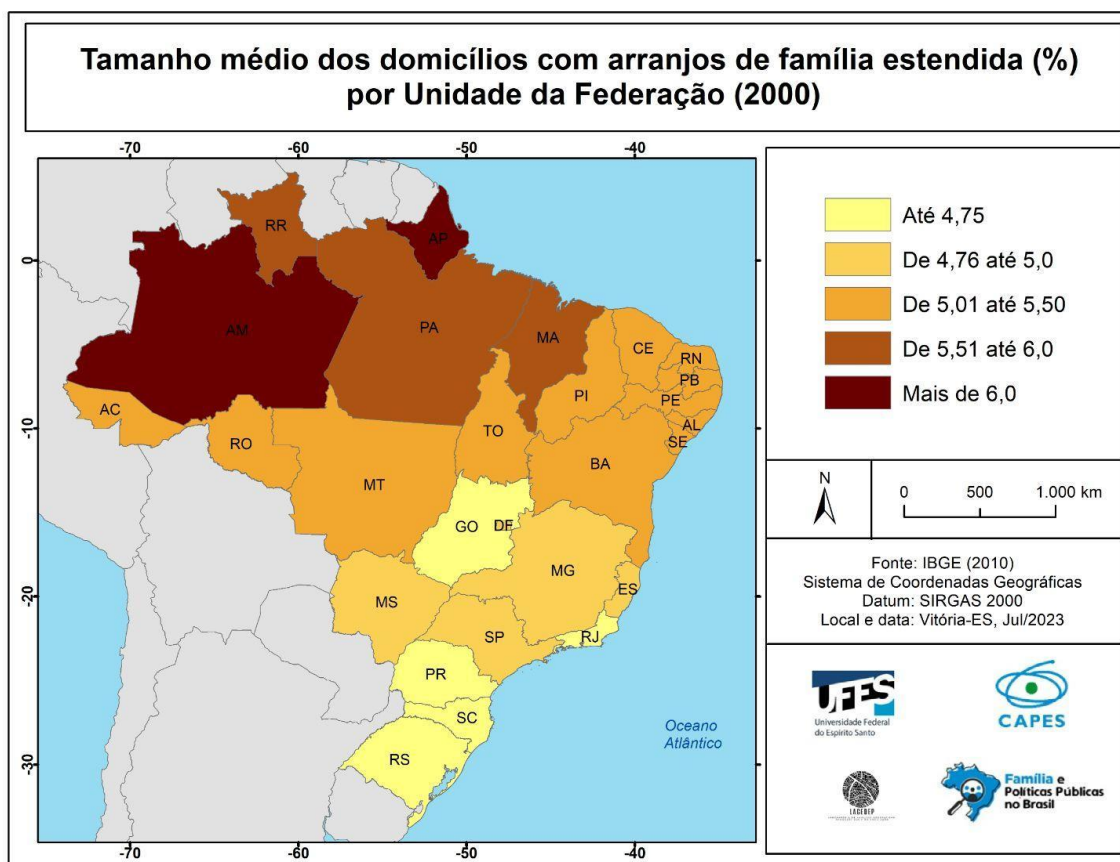 Tamanho médio dos domicílios com arranjos de família estendida (%)
por Unidade da Federação (2000)
-70
-60
-50
-40
0
-10
-20
-30
RR
AP
AM
PA
MA
CE
RN
PB
PE
AL
SE
PI
AC
RO
TO
BA
MT
GO
DF
MG
ES
MS
SP
RJ
PR
SC
RS
Oceano
Atlântico
-70
-60
-50
-40
Até 4,75
De 4,76 até 5,0
De 5,01 até 5,50
De 5,51 até 6,0
Mais de 6,0
N
0 500 1.000 km
Fonte: IBGE (2010)
Sistema de Coordenadas Geográficas
Datum: SIRGAS 2000
Local e data: Vitória-ES, Jul/2023
UFES
Universidade Federal
do Espírito Santo
CAPES
LAGEDEP
Família e
Políticas Públicas
no Brasil